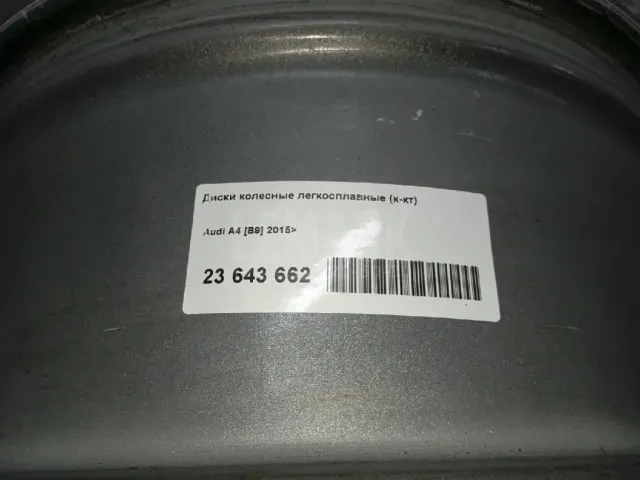 Диски колесные легкосплавные (к-кт)
Audi A4 [B9] 2015>
23 643 662